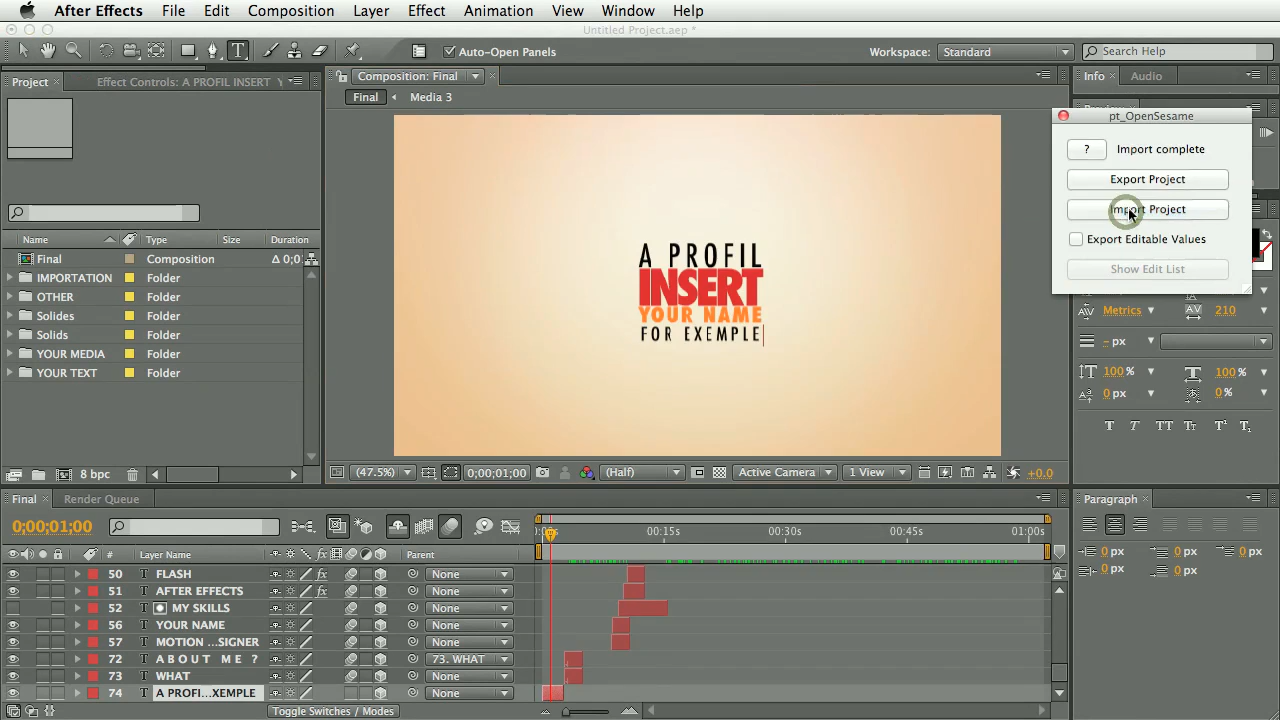 After Effects File Edit Composition Layer Effect Animation View Window Help
Untitled Project.aep *
T Auto-Open Panels Workspace: Standard Search Help
Project Effect Controls: A PROFIL INSERT Y Composition: Final Info Audio
Final Media 3
pt_OpenSesame
? Import complete
Export Project
Import Project
Export Editable Values
Show Edit List
Name Type Size Duration
Final Composition Δ 0;0
IMPORTATION Folder
OTHER Folder
Solides Folder
Solids Folder
YOUR MEDIA Folder
YOUR TEXT Folder
8 bpc
A PROFIL
INSERT
YOUR NAME
FOR EXEMPLE
Metrics 210
- px
100 % 100 %
0 px 0 %
T T TT Tt T¹ T₁
(47.5%) 0;00;01;00 (Half) Active Camera 1 View +0.0
Final Render Queue
0;00;01;00
00:15s 00:30s 00:45s 01:00s
# Layer Name Parent
50 T FLASH None
51 T AFTER EFFECTS None
52 T MY SKILLS None
56 T YOUR NAME None
57 T MOTION ...SIGNER None
72 T A B O U T M E ? 73. WHAT
73 T WHAT None
74 T A PROFI...XEMPLE None
Toggle Switches / Modes
Paragraph
0 px 0 px 0 px
0 px 0 px